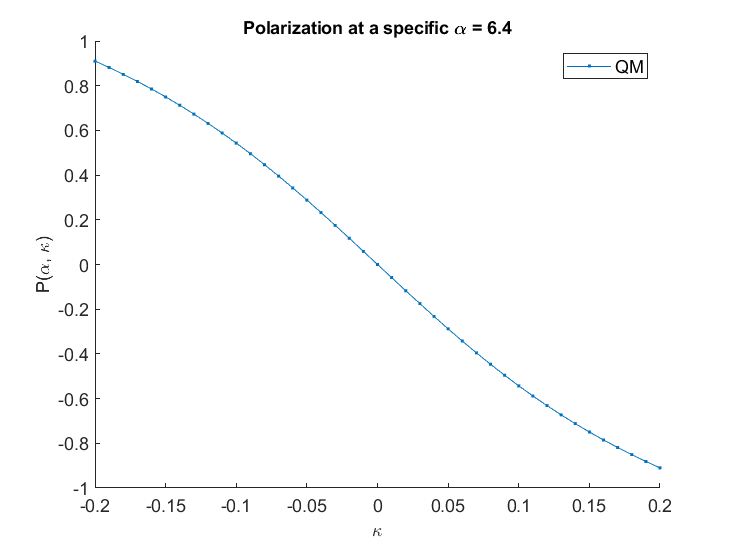 Polarization at a specific α = 6.4
QM
1
0.8
0.6
0.4
0.2
0
-0.2
-0.4
-0.6
-0.8
-1
P(α, κ)
-0.2 -0.15 -0.1 -0.05 0 0.05 0.1 0.15 0.2
κ